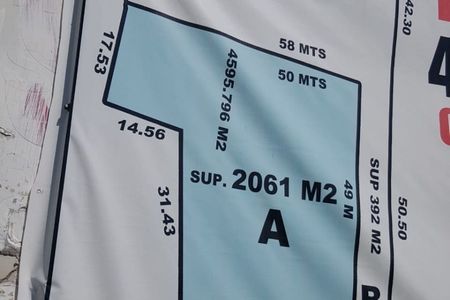 42.30
58 MTS
50 MTS
17.53
4595.796 M2
14.56
4
SUP. 2061 M2
A
31.43
49 M
SUP 392 M2
50.50